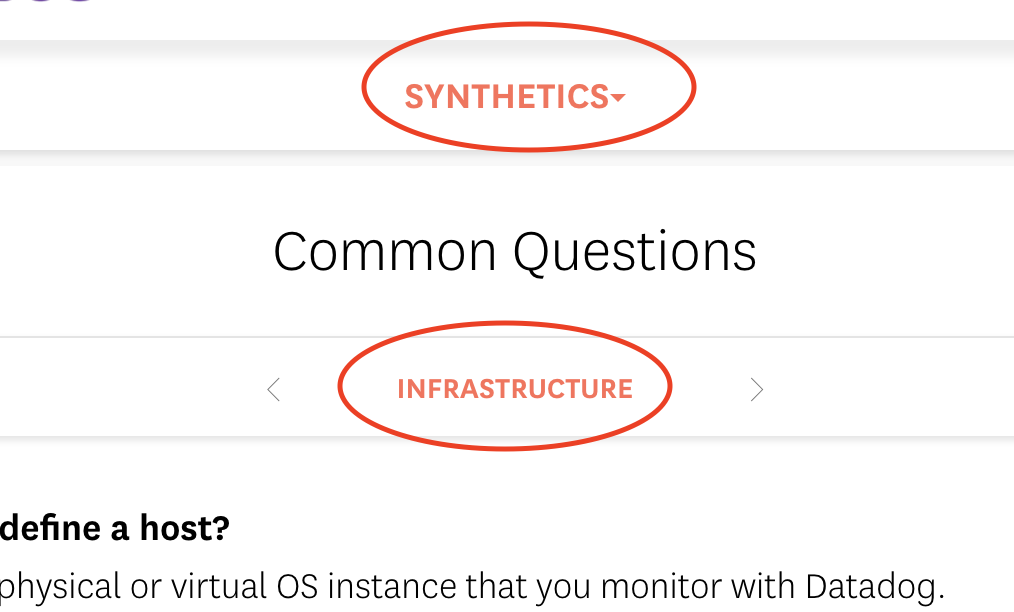 SYNTHETICS
Common Questions
INFRASTRUCTURE
define a host?
physical or virtual OS instance that you monitor with Datadog.